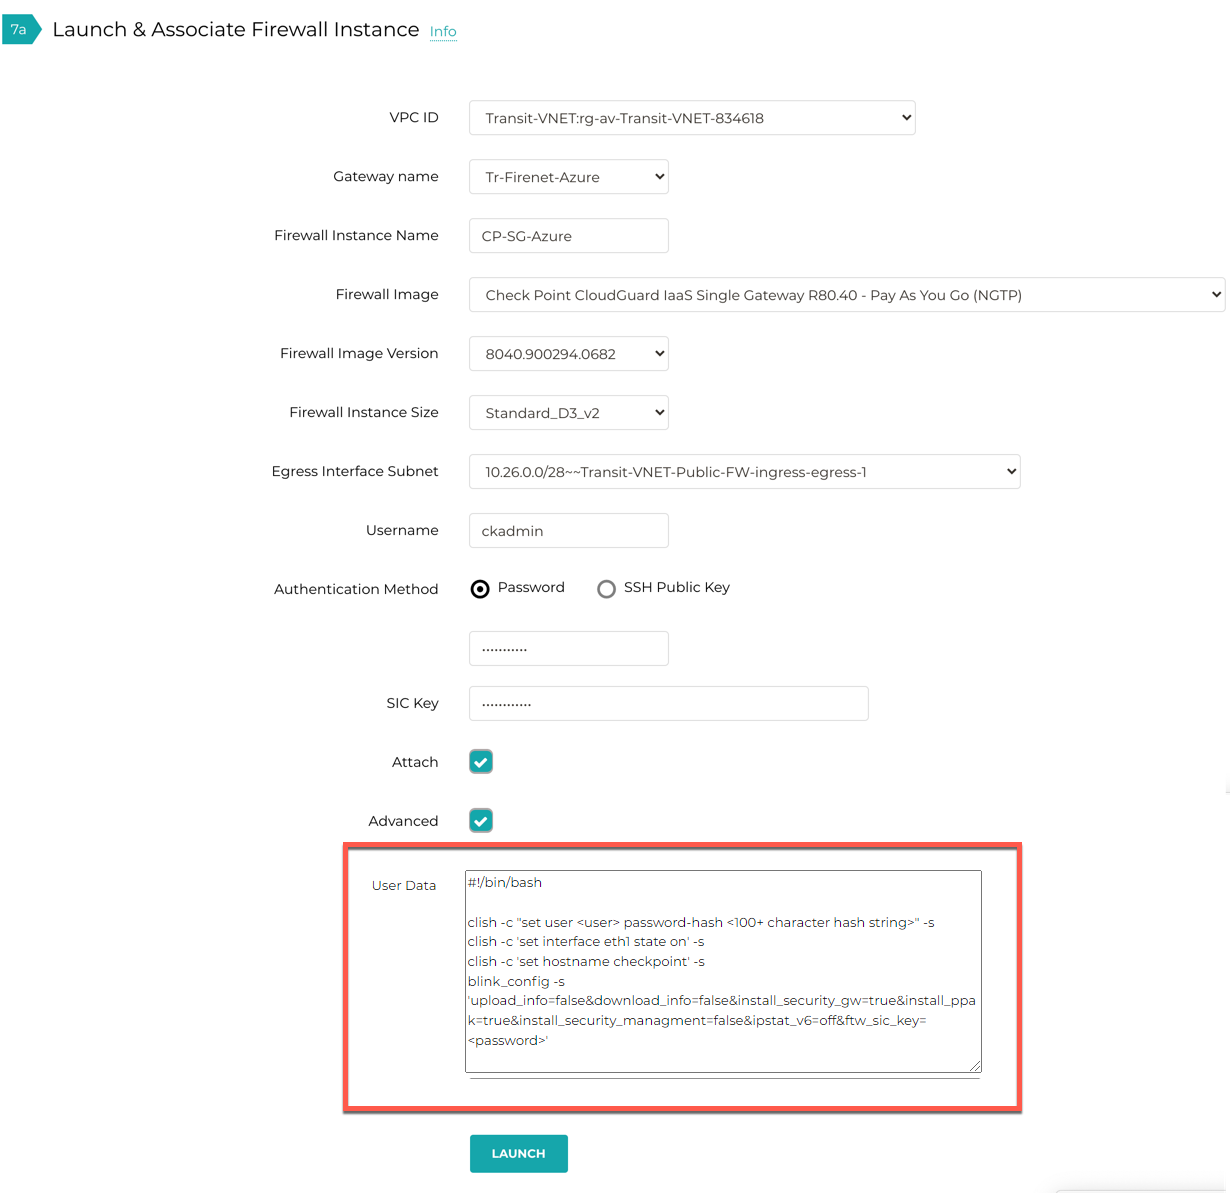 7a Launch & Associate Firewall Instance Info
VPC ID Transit-VNET:rg-av-Transit-VNET-834618
Gateway name Tr-Firenet-Azure
Firewall Instance Name CP-SG-Azure
Firewall Image Check Point CloudGuard IaaS Single Gateway R80.40 - Pay As You Go (NGTP)
Firewall Image Version 8040.900294.0682
Firewall Instance Size Standard_D3_v2
Egress Interface Subnet 10.26.0.0/28~~Transit-VNET-Public-FW-ingress-egress-1
Username ckadmin
Authentication Method Password SSH Public Key
SIC Key
Attach
Advanced
User Data #!/bin/bash
clish -c "set user <user> password-hash <100+ character hash string>" -s
clish -c 'set interface eth1 state on' -s
clish -c 'set hostname checkpoint' -s
blink_config -s
'upload_info=false&download_info=false&install_security_gw=true&install_ppa
k=true&install_security_managment=false&ipstat_v6=off&ftw_sic_key=
<password>'
LAUNCH